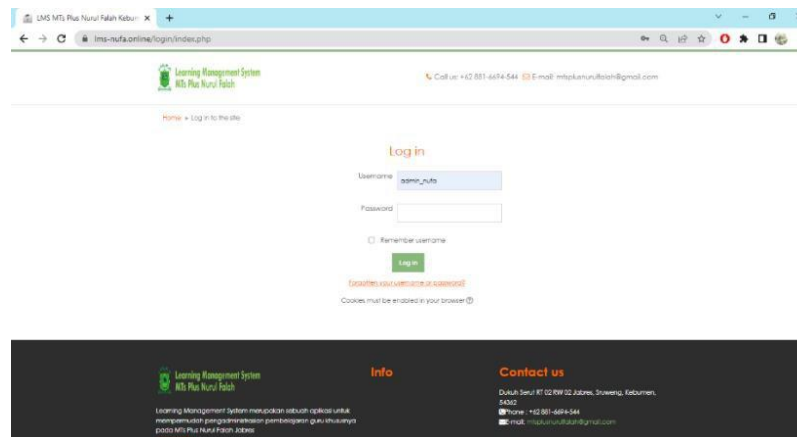 LMS MTs Plus Nurul Falah Kebun
lms-nufa.online/login/index.php
Learning Management System
MTs Plus Nurul Falah
Call us: +62 881-6694-544 E-mail: mtsplusnurulfalah@gmail.com
Home » Log in to the site
Log in
Username
admin_nufa
Password
Remember username
Log in
Forgotten your username or password?
Cookies must be enabled in your browser
Learning Management System
MTs Plus Nurul Falah
Learning Management System merupakan sebuah aplikasi untuk
mempermudah pengadministrasian pembelajaran guru khususnya
pada MTs Plus Nurul Falah Jabres
Info
Contact us
Dukuh Serut RT 02 RW 02 Jabres, Sruweng, Kebumen,
54362
Phone : +62 881-6694-544
E-mail: mtsplusnurulfalah@gmail.com